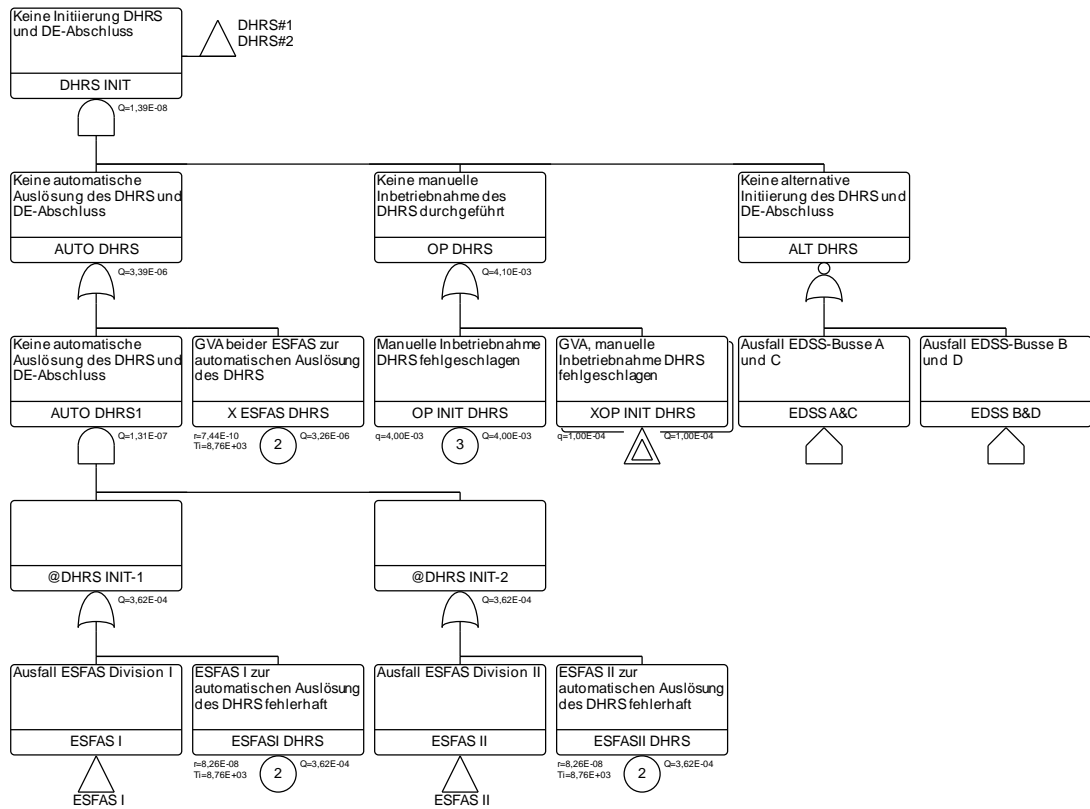 Keine Initiierung DHRS
und DE-Abschluss
DHRS INIT
Q=1,39E-08
DHRS#1
DHRS#2
Keine automatische
Auslösung des DHRS und
DE-Abschluss
AUTO DHRS
Q=3,39E-06
Keine manuelle
Inbetriebnahme des
DHRS durchgeführt
OP DHRS
Q=4,10E-03
Keine alternative
Initiierung des DHRS und
DE-Abschluss
ALT DHRS
Keine automatische
Auslösung des DHRS und
DE-Abschluss
AUTO DHRS1
Q=1,31E-07
GVA beider ESFAS zur
automatischen Auslösung
des DHRS
X ESFAS DHRS
r=7,44E-10
Ti=8,76E+03
2
Q=3,26E-06
Manuelle Inbetriebnahme
DHRS fehlgeschlagen
OP INIT DHRS
q=4,00E-03
3
Q=4,00E-03
GVA, manuelle
Inbetriebnahme DHRS
fehlgeschlagen
XOP INIT DHRS
q=1,00E-04
Q=1,00E-04
Ausfall EDSS-Busse A
und C
EDSS A&C
Ausfall EDSS-Busse B
und D
EDSS B&D
@DHRS INIT-1
Q=3,62E-04
@DHRS INIT-2
Q=3,62E-04
Ausfall ESFAS Division I
ESFAS I
ESFAS I
ESFAS I zur
automatischen Auslösung
des DHRS fehlerhaft
ESFASI DHRS
r=8,26E-08
Ti=8,76E+03
2
Q=3,62E-04
Ausfall ESFAS Division II
ESFAS II
ESFAS II
ESFAS II zur
automatischen Auslösung
des DHRS fehlerhaft
ESFASII DHRS
r=8,26E-08
Ti=8,76E+03
2
Q=3,62E-04